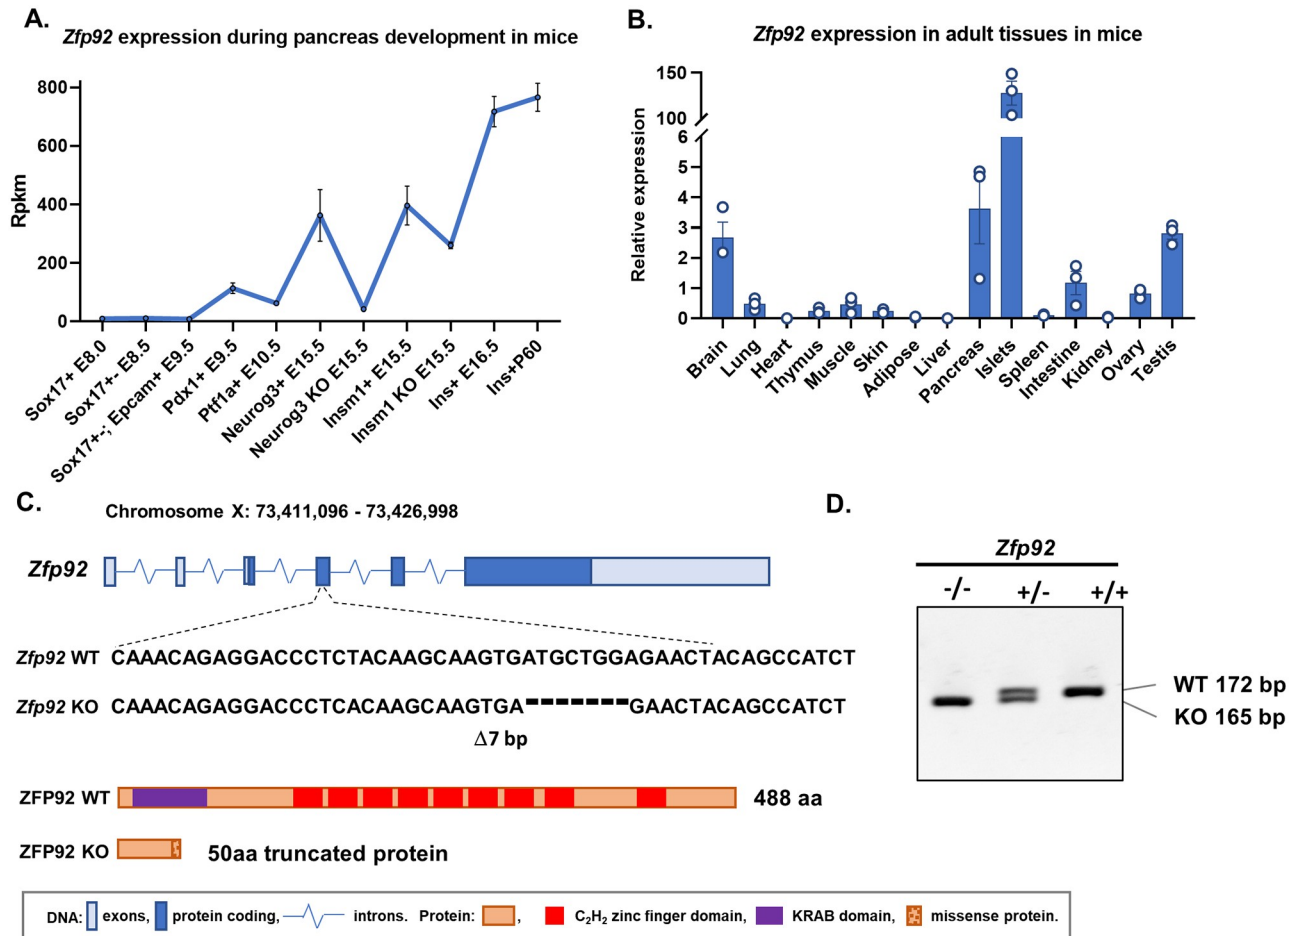 A.
Zfp92 expression during pancreas development in mice
Rpkm
800
600
400
200
0
Sox17+ E8.0
Sox17+- E8.5
Sox17+-; Epcam+ E9.5
Pdx1+ E9.5
Ptf1a+ E10.5
Neurog3+ E15.5
Neurog3 KO E15.5
Insm1+ E15.5
Insm1 KO E15.5
Ins+ E16.5
Ins+P60
B.
Zfp92 expression in adult tissues in mice
Relative expression
150
100
6
5
4
3
2
1
0
Brain
Lung
Heart
Thymus
Muscle
Skin
Adipose
Liver
Pancreas
Islets
Spleen
Intestine
Kidney
Ovary
Testis
C.
Chromosome X: 73,411,096 - 73,426,998
Zfp92
Zfp92 WT CAAACAGAGGACCCTCTACAAGCAAGTGATGCTGGAGAACTACAGCCATCT
Zfp92 KO CAAACAGAGGACCCTCACAAGCAAGTGA-------GAACTACAGCCATCT
Δ7 bp
ZFP92 WT 488 aa
ZFP92 KO 50aa truncated protein
D.
Zfp92
-/- +/- +/+
WT 172 bp
KO 165 bp
DNA: exons, protein coding, introns. Protein: , C₂H₂ zinc finger domain, KRAB domain, missense protein.